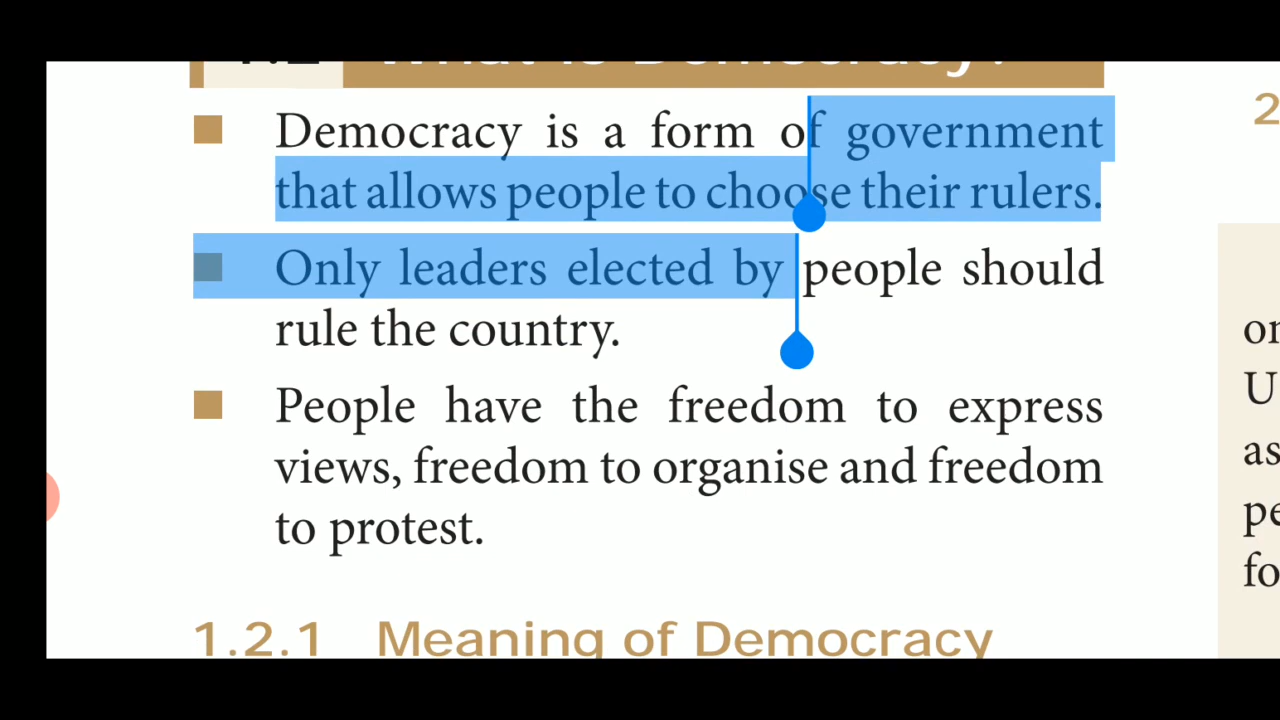 Democracy is a form of government
that allows people to choose their rulers.
Only leaders elected by people should
rule the country.
People have the freedom to express
views, freedom to organise and freedom
to protest.
1.2.1 Meaning of Democracy